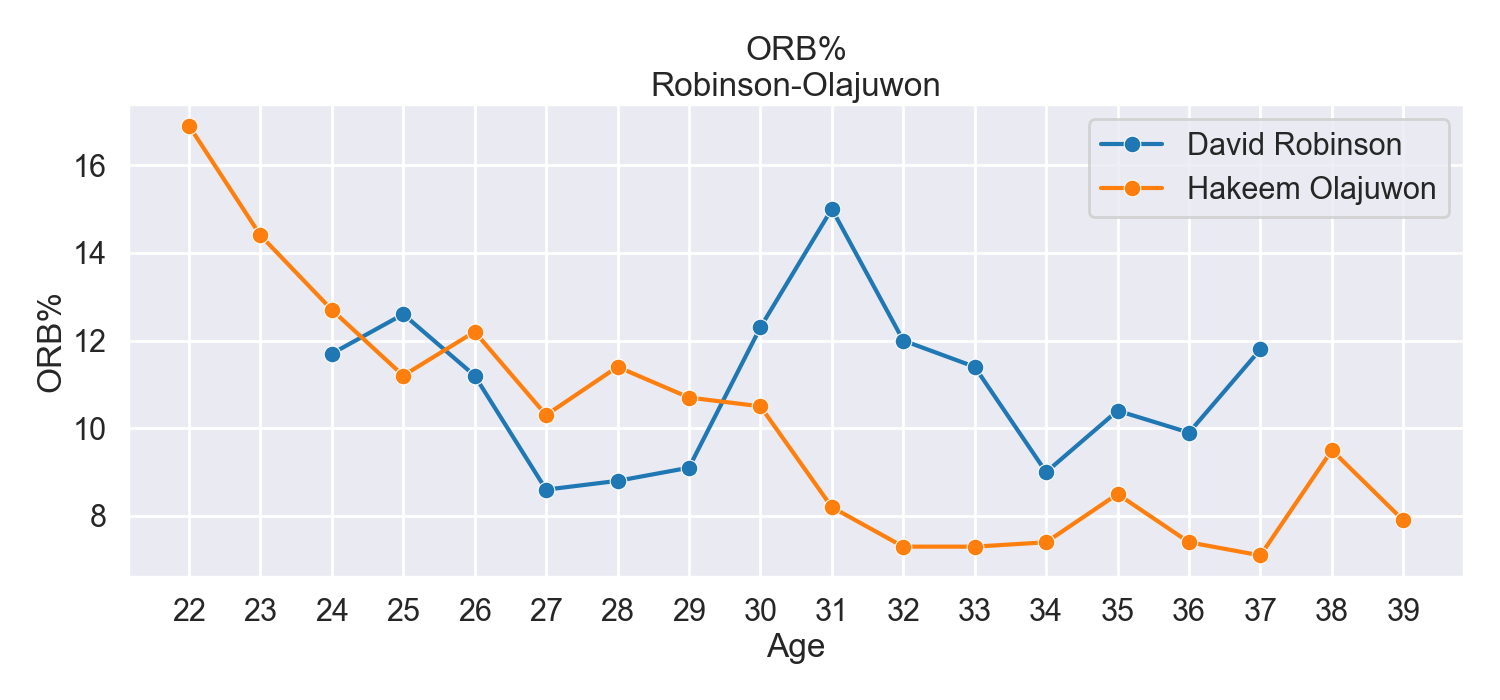 ORB%
Robinson-Olajuwon
David Robinson
Hakeem Olajuwon
ORB%
16
14
12
10
8
22 23 24 25 26 27 28 29 30 31 32 33 34 35 36 37 38 39
Age